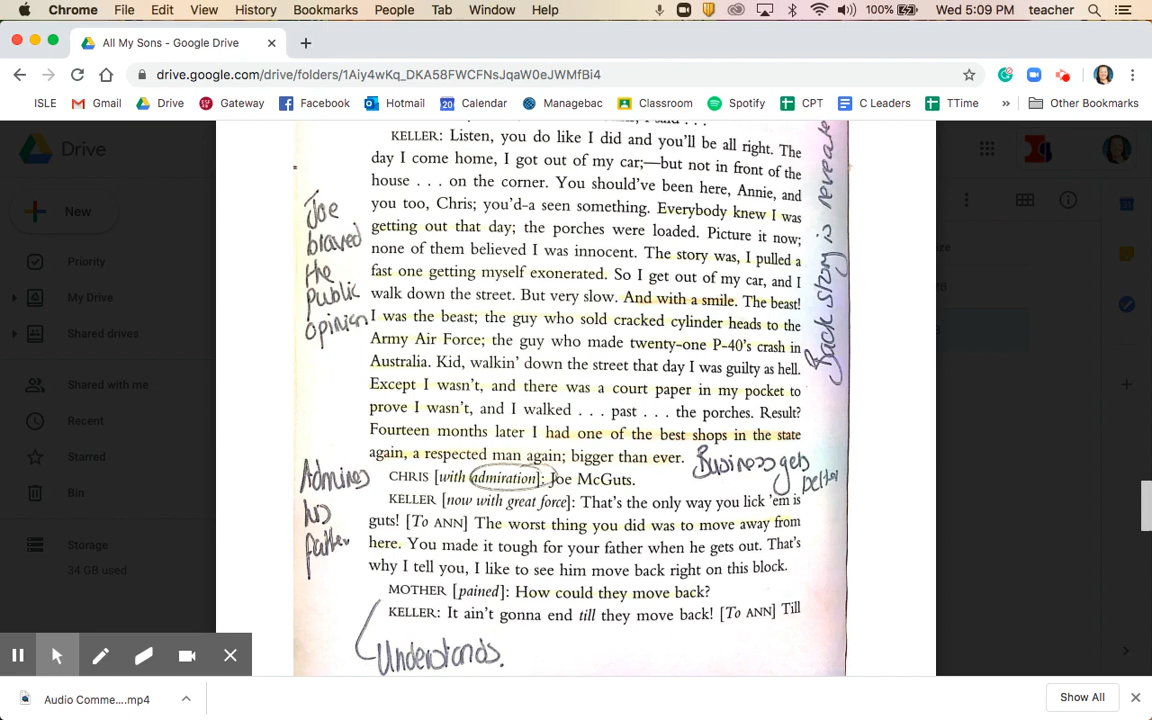 Chrome File Edit View History Bookmarks People Tab Window Help 100% Wed 5:09 PM teacher
All My Sons - Google Drive
drive.google.com/drive/folders/1Aiy4wKq_DKA58FWCFNsJqaW0eJWMfBi4
ISLE Gmail Drive Gateway Facebook Hotmail Calendar Managebac Classroom Spotify CPT C Leaders TTime » Other Bookmarks
Drive
New
Priority
My Drive
Shared drives
Shared with me
Recent
Starred
Bin
Storage
34 GB used
KELLER: Listen, you do like I did and you'll be all right. The
day I come home, I got out of my car;—but not in front of the
house . . . on the corner. You should've been here, Annie, and
you too, Chris; you'd-a seen something. Everybody knew I was
getting out that day; the porches were loaded. Picture it now;
none of them believed I was innocent. The story was, I pulled a
fast one getting myself exonerated. So I get out of my car, and I
walk down the street. But very slow. And with a smile. The beast!
I was the beast; the guy who sold cracked cylinder heads to the
Army Air Force; the guy who made twenty-one P-40's crash in
Australia. Kid, walkin' down the street that day I was guilty as hell.
Except I wasn't, and there was a court paper in my pocket to
prove I wasn't, and I walked . . . past . . . the porches. Result?
Fourteen months later I had one of the best shops in the state
again, a respected man again; bigger than ever.
CHRIS [with admiration]: Joe McGuts.
KELLER [now with great force]: That's the only way you lick 'em is
guts! [To ANN] The worst thing you did was to move away from
here. You made it tough for your father when he gets out. That's
why I tell you, I like to see him move back right on this block.
MOTHER [pained]: How could they move back?
KELLER: It ain't gonna end till they move back! [To ANN] Till
Joe
braved
the
public
opinion
Back story is
Business gets
better
Admires
his
father
Understands.
Audio Comme....mp4
Show All